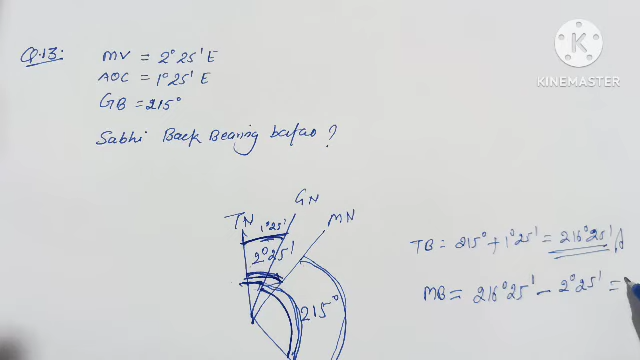 Q.13:
MV = 2°25' E
AOC = 1°25' E
GB = 215°
Sabhi Back Bearing batao ?
KINEMASTER
GN
TN
1°25'
MN
2°25'
215°
TB = 215° + 1°25' = 216°25' A
MB = 216°25' - 2°25' =